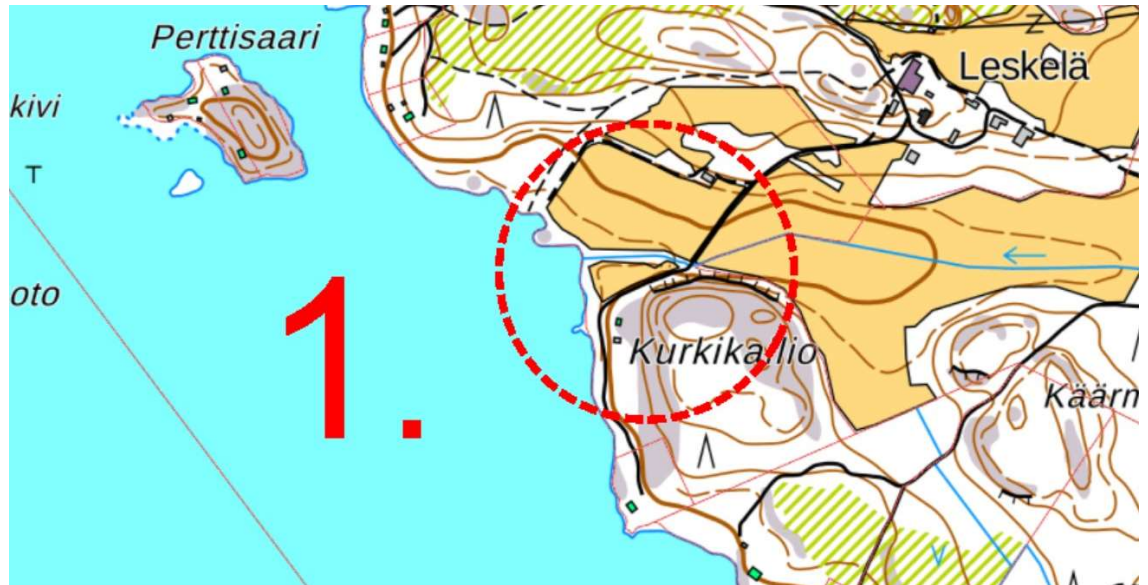 Perttisaari
Leskelä
kivi
T
oto
1.
Kurkikallio
Käärm